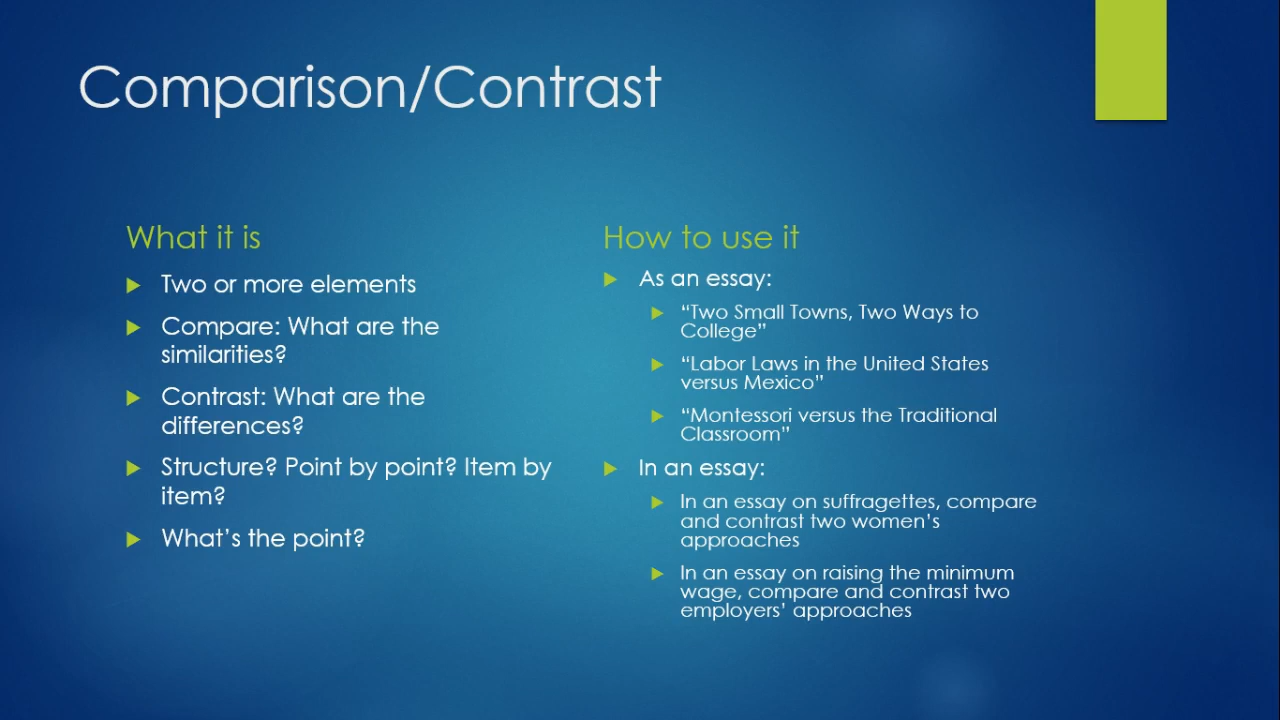 Comparison/Contrast
What it is
Two or more elements
Compare: What are the
similarities?
Contrast: What are the
differences?
Structure? Point by point? Item by
item?
What's the point?
How to use it
As an essay:
“Two Small Towns, Two Ways to
College”
“Labor Laws in the United States
versus Mexico”
“Montessori versus the Traditional
Classroom”
In an essay:
In an essay on suffragettes, compare
and contrast two women's
approaches
In an essay on raising the minimum
wage, compare and contrast two
employers' approaches